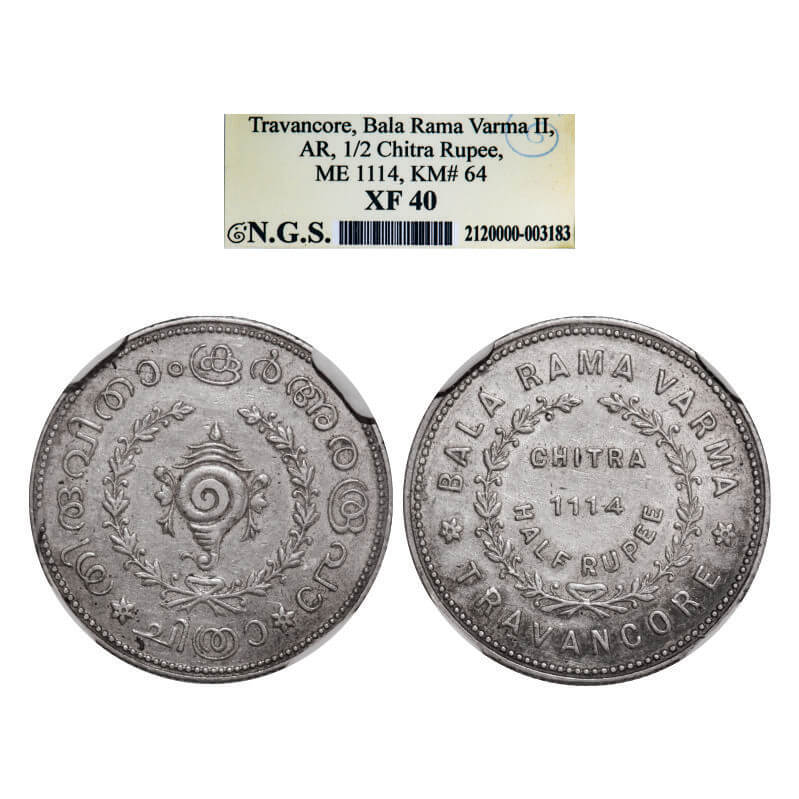 Travancore, Bala Rama Varma II,
AR, 1/2 Chitra Rupee,
ME 1114, KM# 64
XF 40
N.G.S.
2120000-003183
തിരുവിതാംകൂർ അരരൂപ
ചിത്രാ
BALA RAMA VARMA
CHITRA
1114
HALF RUPEE
TRAVANCORE